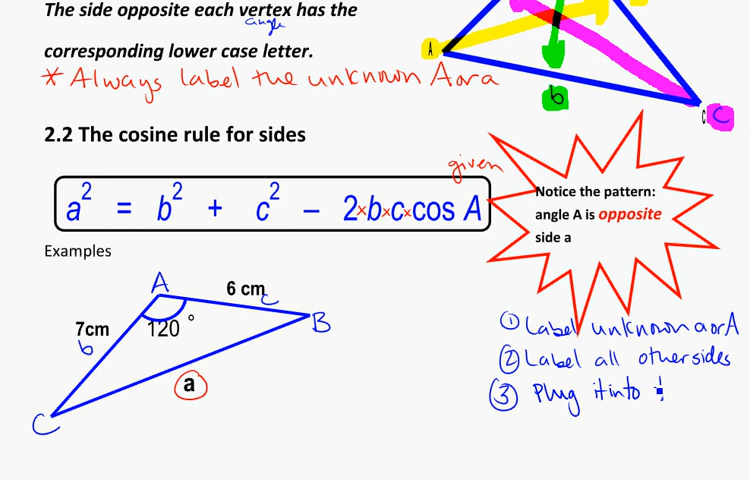 The side opposite each vertex has the
angle
corresponding lower case letter.
* Always label the unknown A or a
A
b
C C
2.2 The cosine rule for sides
given
a² = b² + c² − 2×b×c×cos A
Notice the pattern:
angle A is opposite
side a
Examples
A
6 cm
c
7cm
b
120°
B
a
C
① Label unknown a or A
② Label all other sides
③ Plug it into